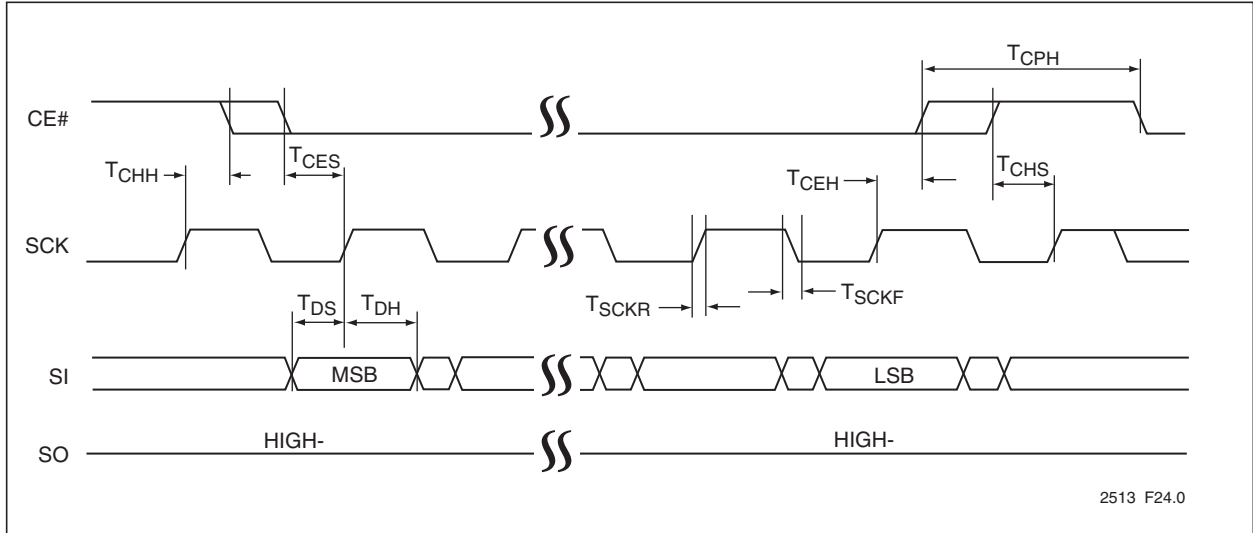 TCPH
CE#
TCHH
TCES
TCEH
TCHS
SCK
TDS
TDH
TSCKR
TSCKF
SI
MSB
LSB
SO
HIGH-
HIGH-
2513 F24.0